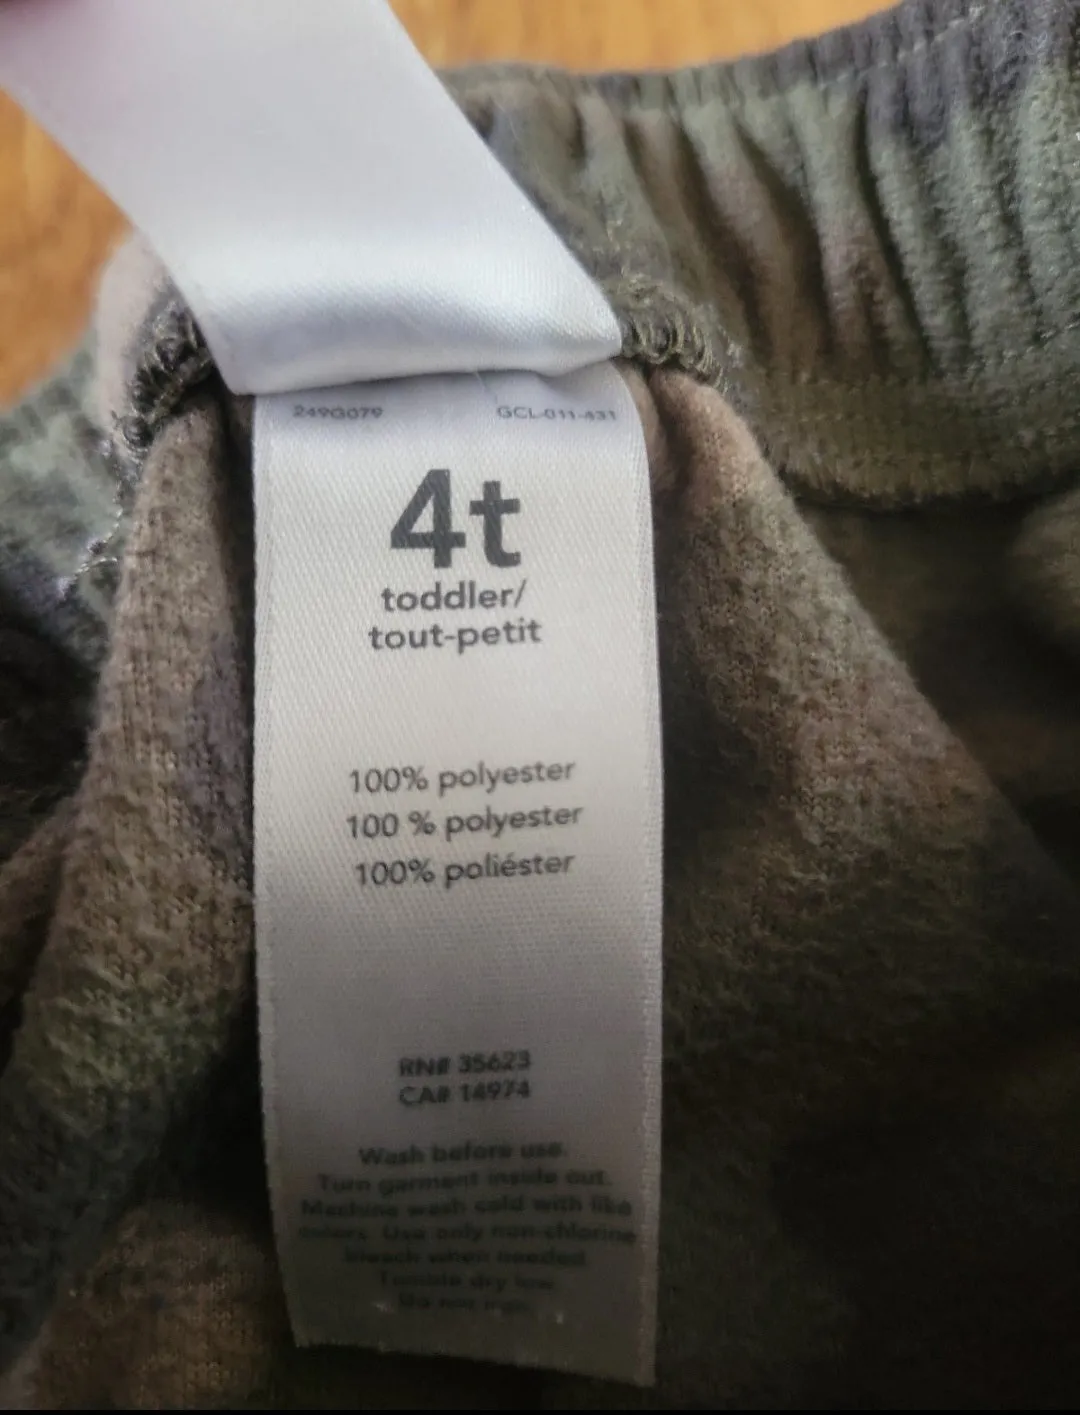 249G079 GCL-011-431
4t
toddler/
tout-petit
100% polyester
100 % polyester
100% poliéster
RN# 35623
CA# 14974
Wash before use.
Turn garment inside out.
Machine wash cold with like
colors. Use only non-chlorine
bleach when needed.
Tumble dry low.
Do not iron.